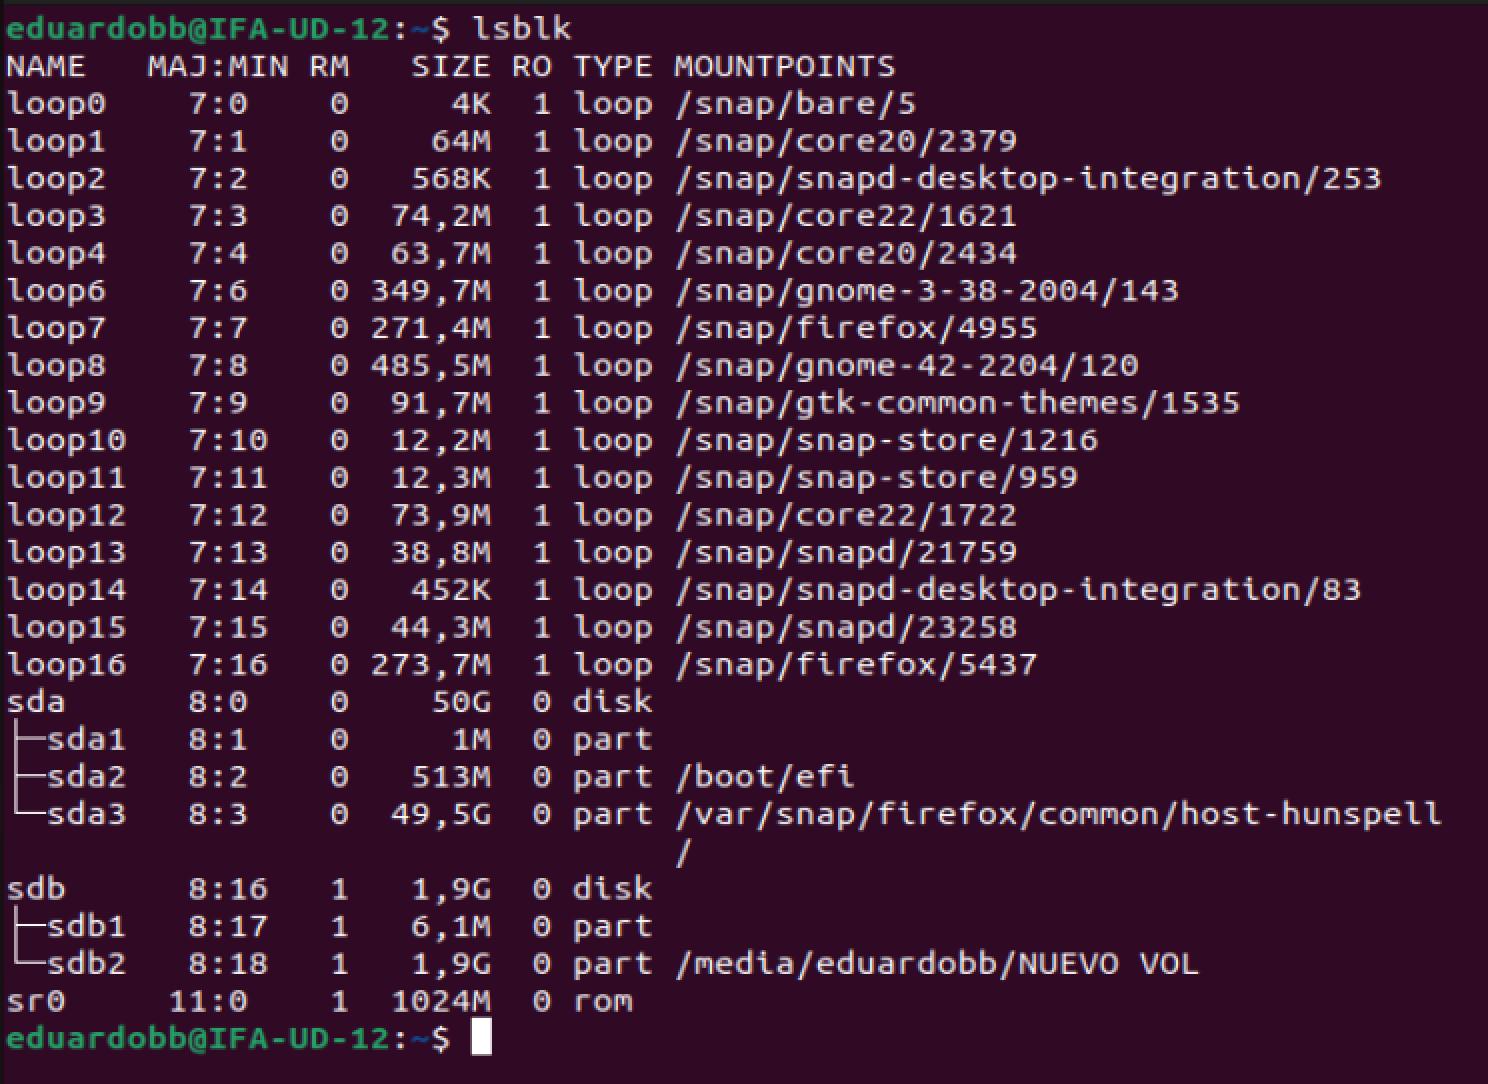 eduardobb@IFA-UD-12:~$ lsblk
NAME   MAJ:MIN RM   SIZE RO TYPE MOUNTPOINTS
loop0    7:0    0     4K  1 loop /snap/bare/5
loop1    7:1    0    64M  1 loop /snap/core20/2379
loop2    7:2    0   568K  1 loop /snap/snapd-desktop-integration/253
loop3    7:3    0  74,2M  1 loop /snap/core22/1621
loop4    7:4    0  63,7M  1 loop /snap/core20/2434
loop6    7:6    0 349,7M  1 loop /snap/gnome-3-38-2004/143
loop7    7:7    0 271,4M  1 loop /snap/firefox/4955
loop8    7:8    0 485,5M  1 loop /snap/gnome-42-2204/120
loop9    7:9    0  91,7M  1 loop /snap/gtk-common-themes/1535
loop10   7:10   0  12,2M  1 loop /snap/snap-store/1216
loop11   7:11   0  12,3M  1 loop /snap/snap-store/959
loop12   7:12   0  73,9M  1 loop /snap/core22/1722
loop13   7:13   0  38,8M  1 loop /snap/snapd/21759
loop14   7:14   0   452K  1 loop /snap/snapd-desktop-integration/83
loop15   7:15   0  44,3M  1 loop /snap/snapd/23258
loop16   7:16   0 273,7M  1 loop /snap/firefox/5437
sda      8:0    0    50G  0 disk
├─sda1   8:1    0     1M  0 part
├─sda2   8:2    0   513M  0 part /boot/efi
└─sda3   8:3    0  49,5G  0 part /var/snap/firefox/common/host-hunspell
                                 /
sdb      8:16   1   1,9G  0 disk
├─sdb1   8:17   1   6,1M  0 part
└─sdb2   8:18   1   1,9G  0 part /media/eduardobb/NUEVO VOL
sr0     11:0    1  1024M  0 rom
eduardobb@IFA-UD-12:~$